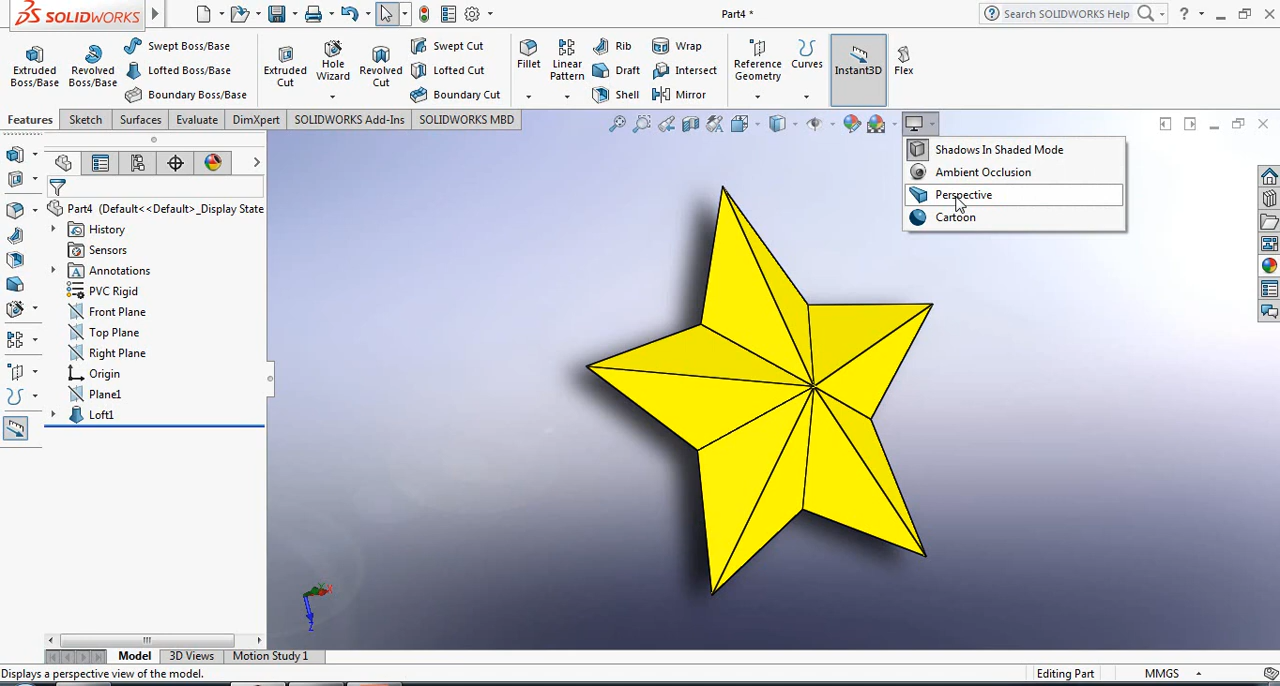 SOLIDWORKS
Part4 *
Search SOLIDWORKS Help
?
Extruded Boss/Base
Revolved Boss/Base
Swept Boss/Base
Lofted Boss/Base
Boundary Boss/Base
Extruded Cut
Hole Wizard
Revolved Cut
Swept Cut
Lofted Cut
Boundary Cut
Fillet
Linear Pattern
Rib
Draft
Shell
Wrap
Intersect
Mirror
Reference Geometry
Curves
Instant3D
Flex
Features Sketch Surfaces Evaluate DimXpert SOLIDWORKS Add-Ins SOLIDWORKS MBD
Shadows In Shaded Mode
Ambient Occlusion
Perspective
Cartoon
Part4 (Default<<Default>_Display State
History
Sensors
Annotations
PVC Rigid
Front Plane
Top Plane
Right Plane
Origin
Plane1
Loft1
Z
Model 3D Views Motion Study 1
Displays a perspective view of the model. Editing Part MMGS